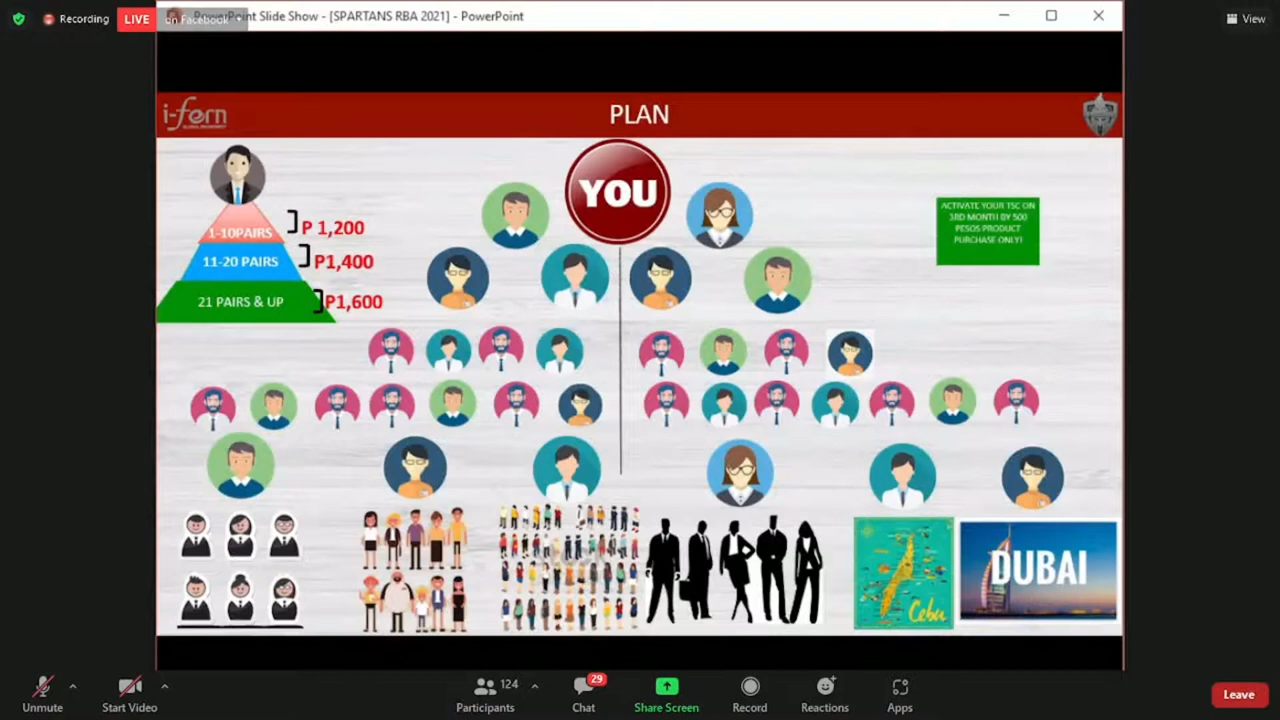 Recording
LIVE
on Facebook
PowerPoint Slide Show - [SPARTANS RBA 2021] - PowerPoint
View
i-fern
PLAN
YOU
1-10PAIRS
P 1,200
11-20 PAIRS
P1,400
21 PAIRS & UP
P1,600
ACTIVATE YOUR TSC ON
3RD MONTH BY 500
PESOS PRODUCT
PURCHASE ONLY!
Cebu
DUBAI
Unmute
Start Video
124
Participants
29
Chat
Share Screen
Record
Reactions
Apps
Leave